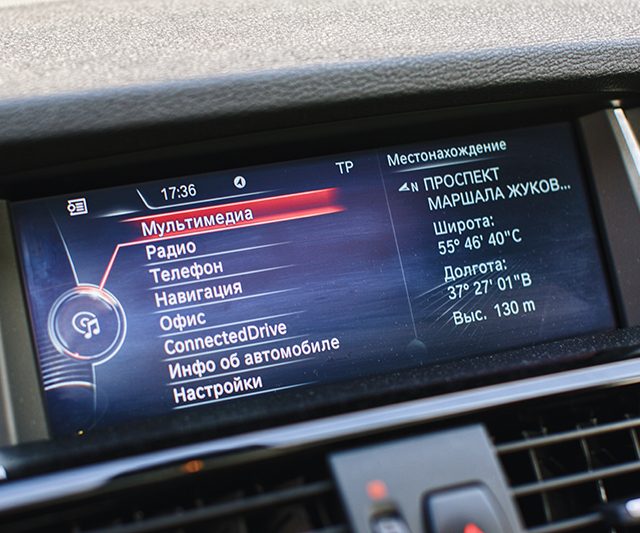 17:36
TP
Мультимедиа
Радио
Телефон
Навигация
Офис
ConnectedDrive
Инфо об автомобиле
Настройки
Местонахождение
N ПРОСПЕКТ
МАРШАЛА ЖУКОВ...
Широта:
55° 46' 40"С
Долгота:
37° 27' 01"В
Выс. 130 m